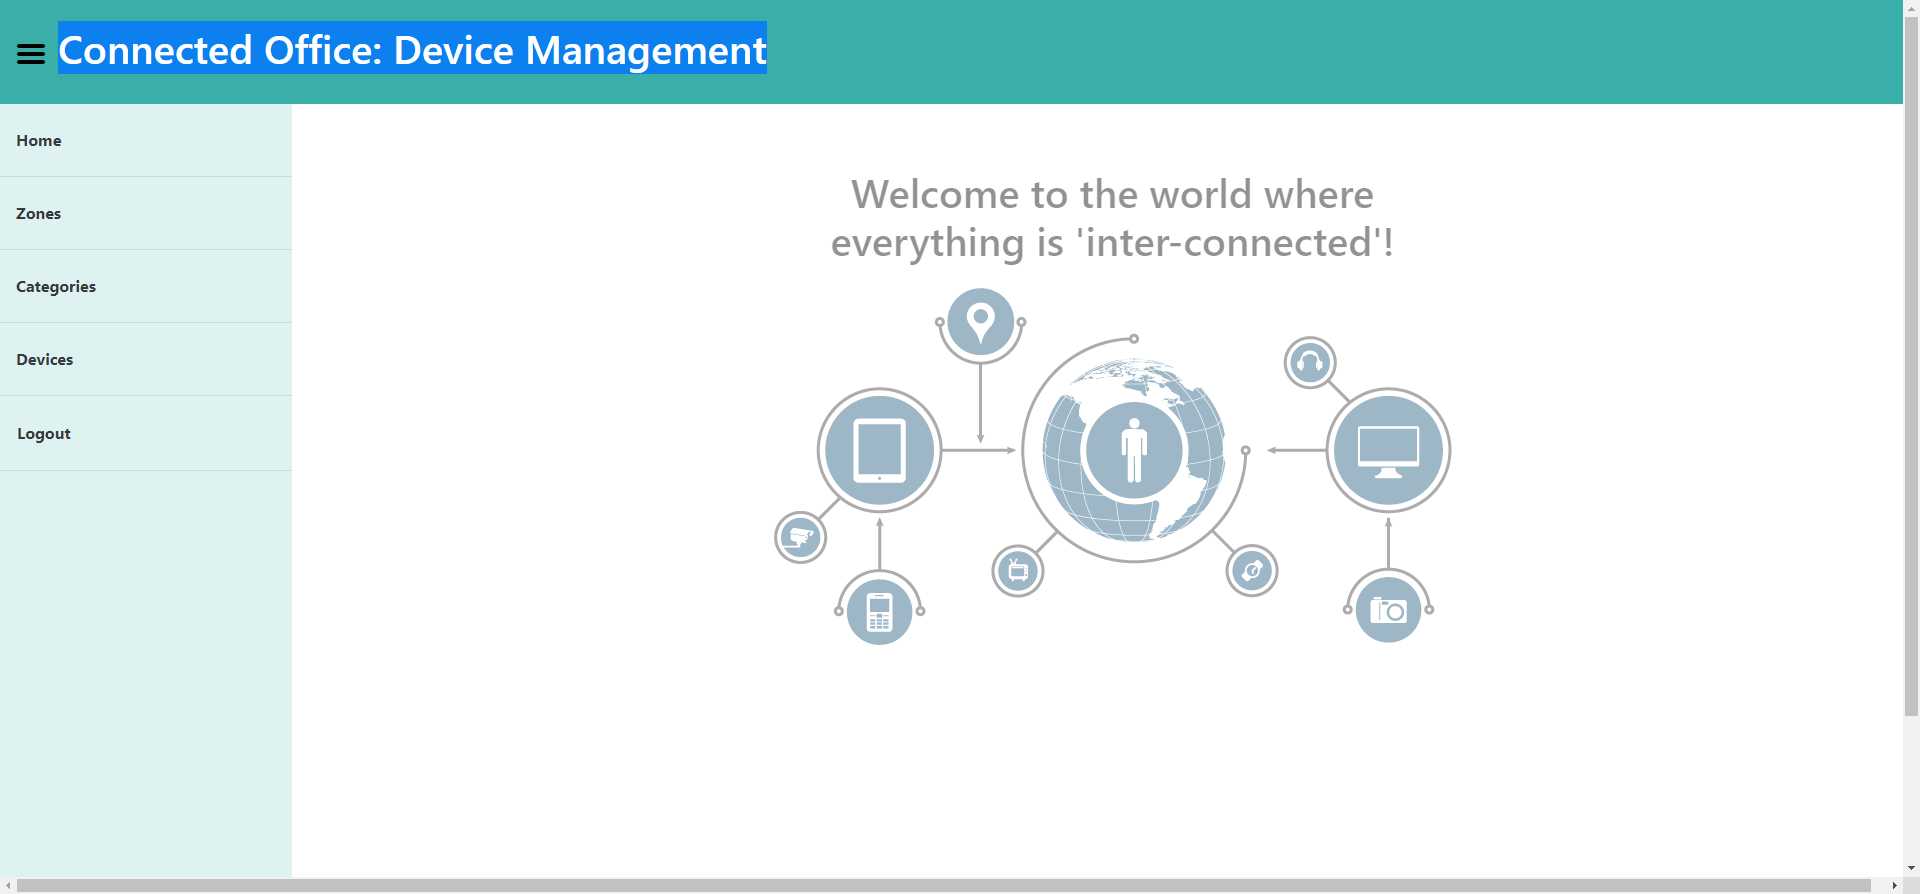 Connected Office: Device Management
Home
Zones
Categories
Devices
Logout
Welcome to the world where
everything is 'inter-connected'!